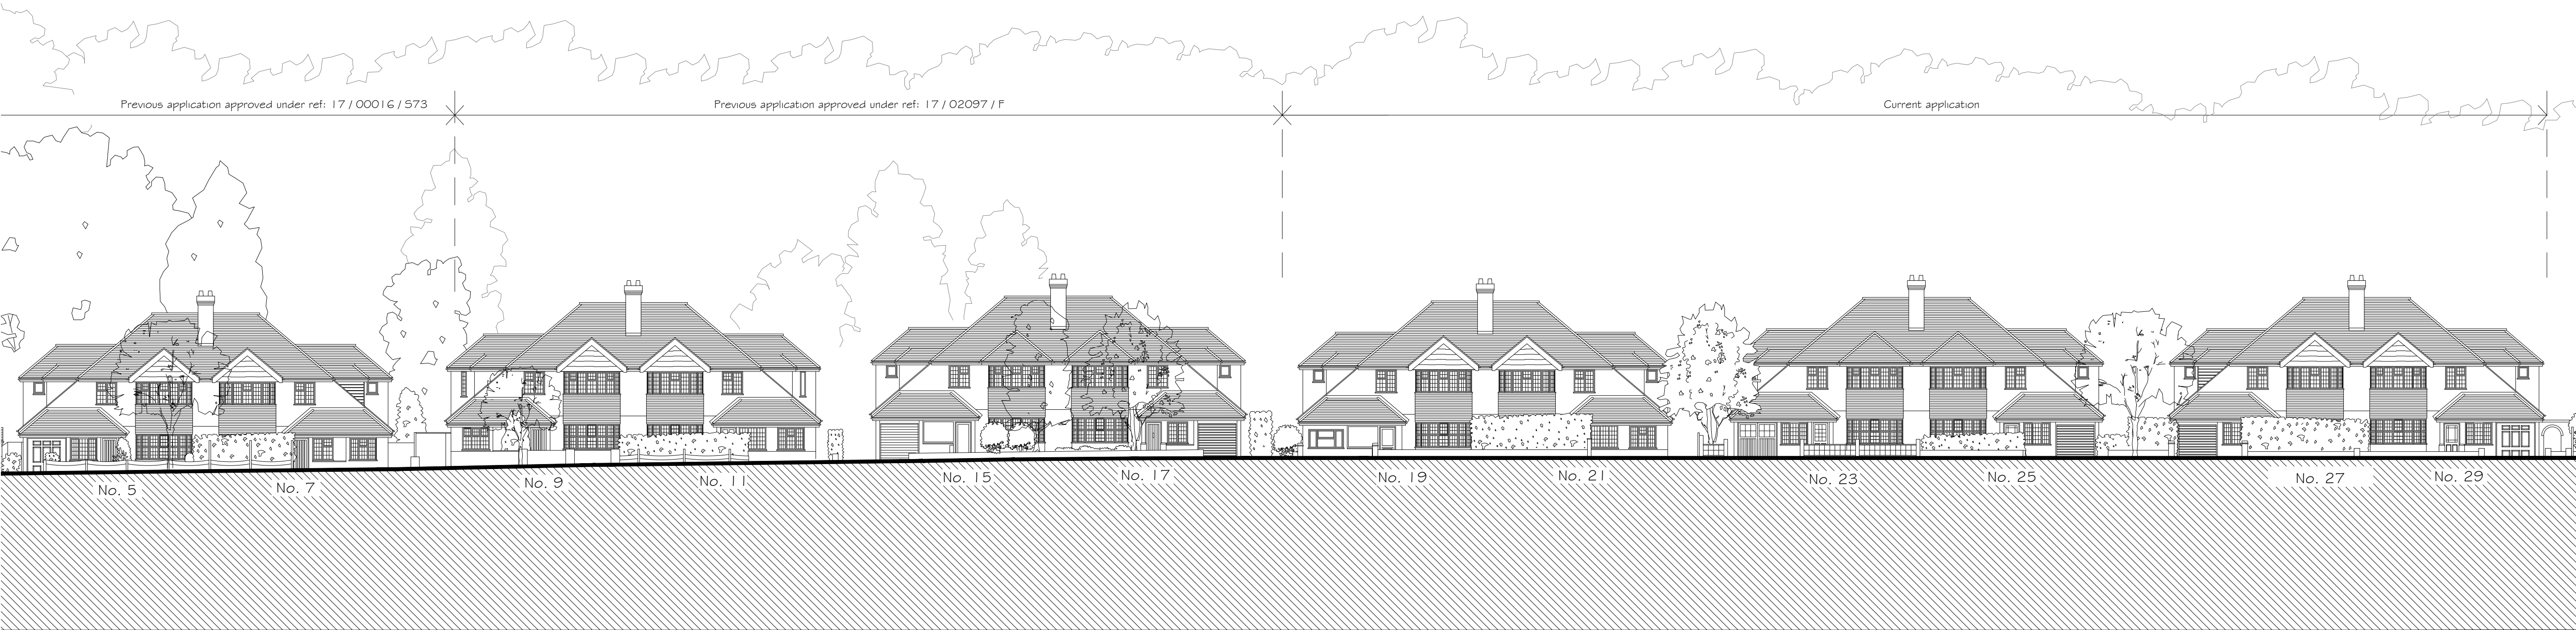 Previous application approved under ref: 17 / 00016 / S73
Previous application approved under ref: 17 / 02097 / F
Current application
No. 5
No. 7
No. 9
No. 11
No. 15
No. 17
No. 19
No. 21
No. 23
No. 25
No. 27
No. 29